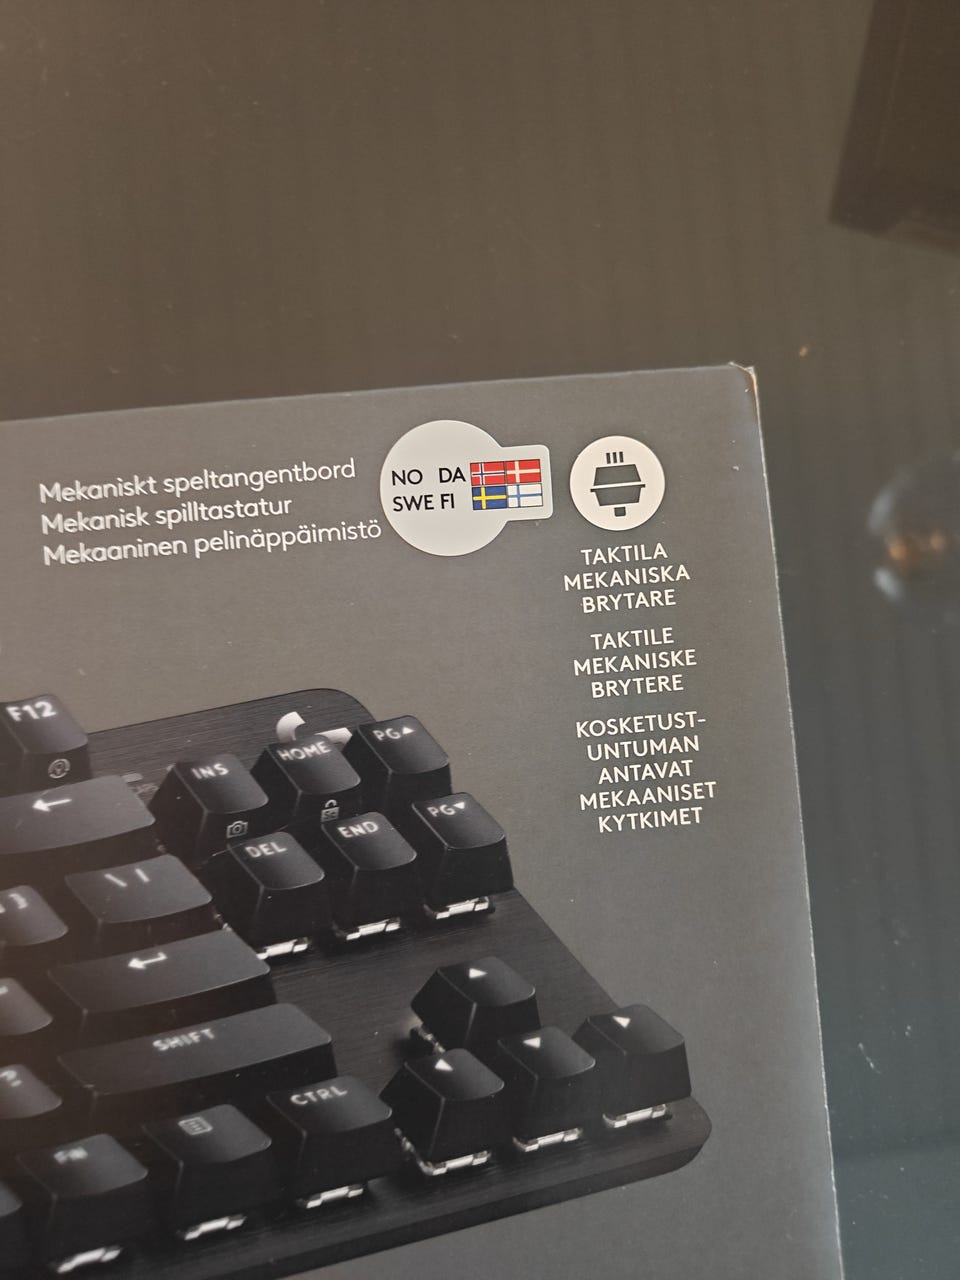 Mekaniskt speltangentbord
Mekanisk spilltastatur
Mekaaninen pelinäppäimistö
NO DA
SWE FI
TAKTILA
MEKANISKA
BRYTARE
TAKTILE
MEKANISKE
BRYTERE
KOSKETUST-
UNTUMAN
ANTAVAT
MEKAANISET
KYTKIMET
F12
INS
HOME
PG▲
DEL
END
PG▼
←
\ |
}
↵
SHIFT
?
FN
CTRL